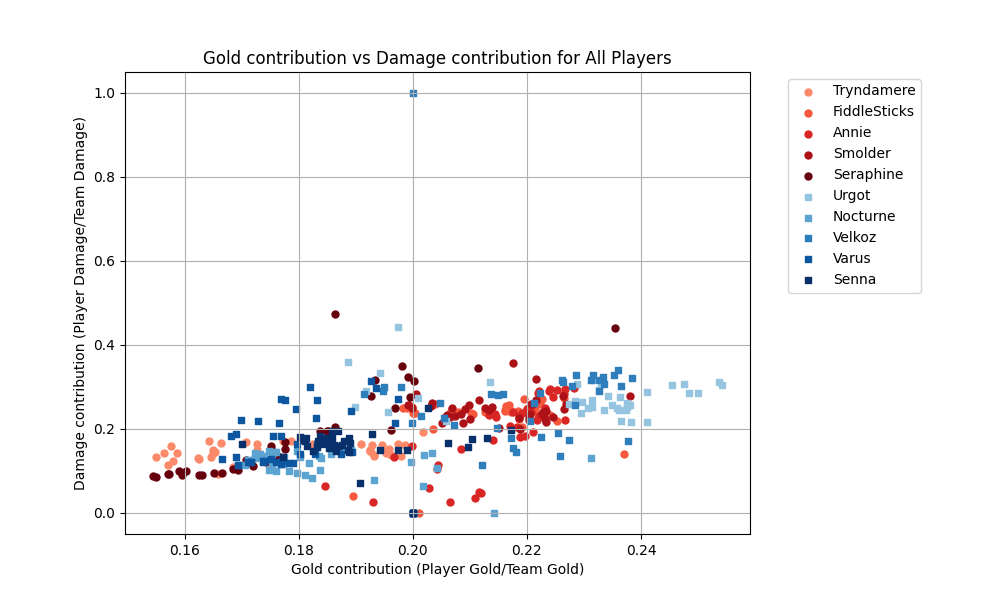 Gold contribution vs Damage contribution for All Players
Damage contribution (Player Damage/Team Damage)
1.0
0.8
0.6
0.4
0.2
0.0
0.16
0.18
0.20
0.22
0.24
Gold contribution (Player Gold/Team Gold)
Tryndamere
FiddleSticks
Annie
Smolder
Seraphine
Urgot
Nocturne
Velkoz
Varus
Senna